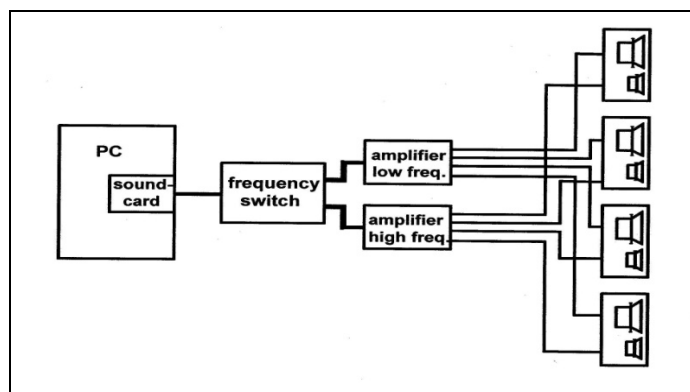 PC
sound-
card
frequency
switch
amplifier
low freq.
amplifier
high freq.